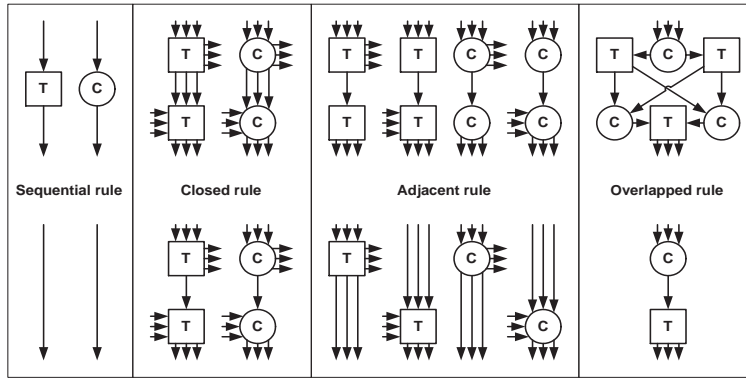 T C T C T T C C T C T
T C T T C C C T C
Sequential rule Closed rule Adjacent rule Overlapped rule
T C T C C
T C T C T